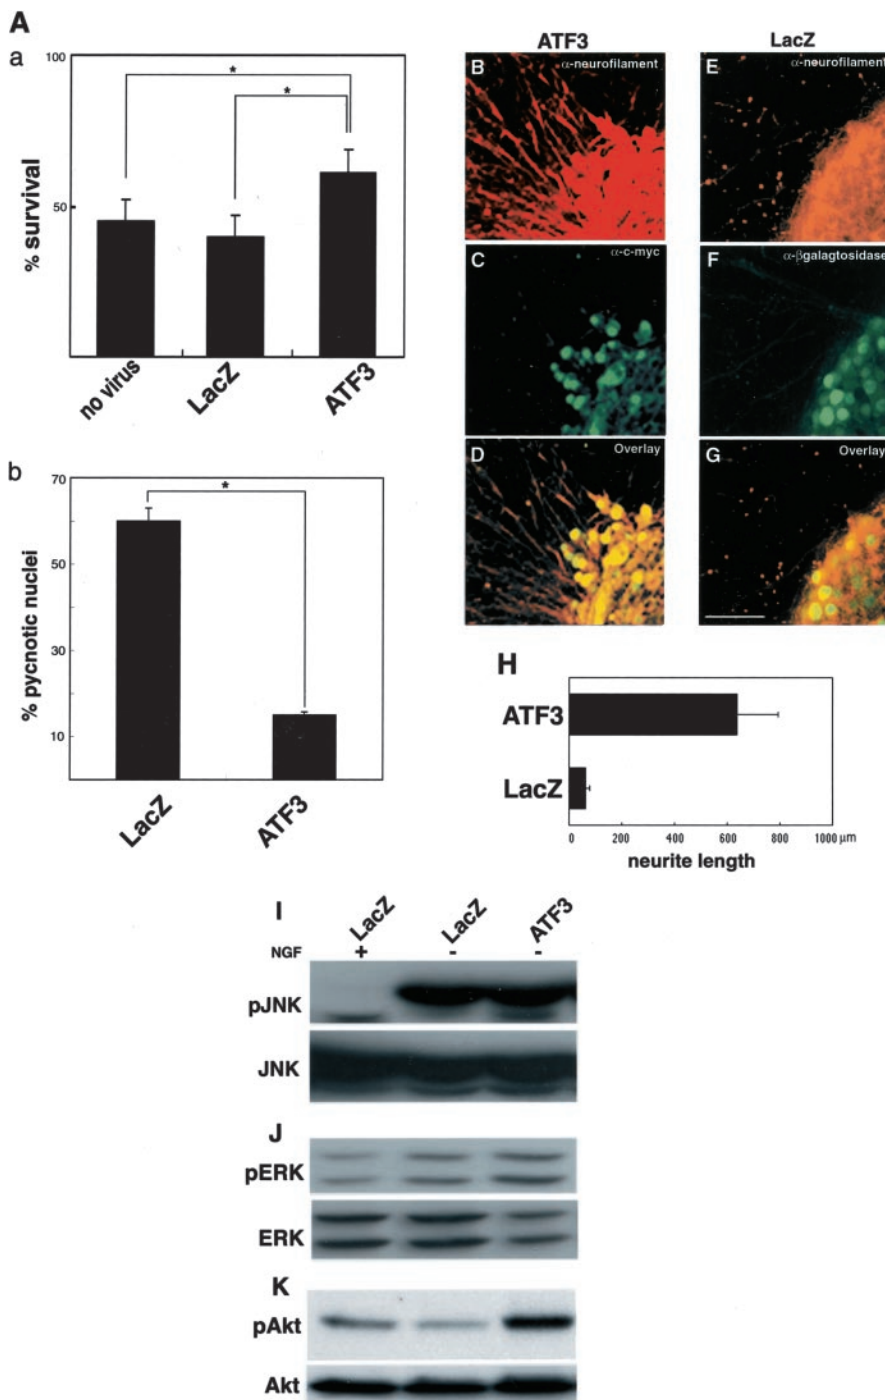 A
a
100
50
% survival
*
*
no virus
LacZ
ATF3
b
70
50
30
10
% pycnotic nuclei
*
LacZ
ATF3
ATF3
LacZ
B
α-neurofilament
C
α-c-myc
D
Overlay
E
α-neurofilament
F
α-βgalagtosidase
G
Overlay
H
ATF3
LacZ
0 200 400 600 800 1000 μm
neurite length
I
LacZ LacZ ATF3
NGF + - -
pJNK
JNK
J
pERK
ERK
K
pAkt
Akt